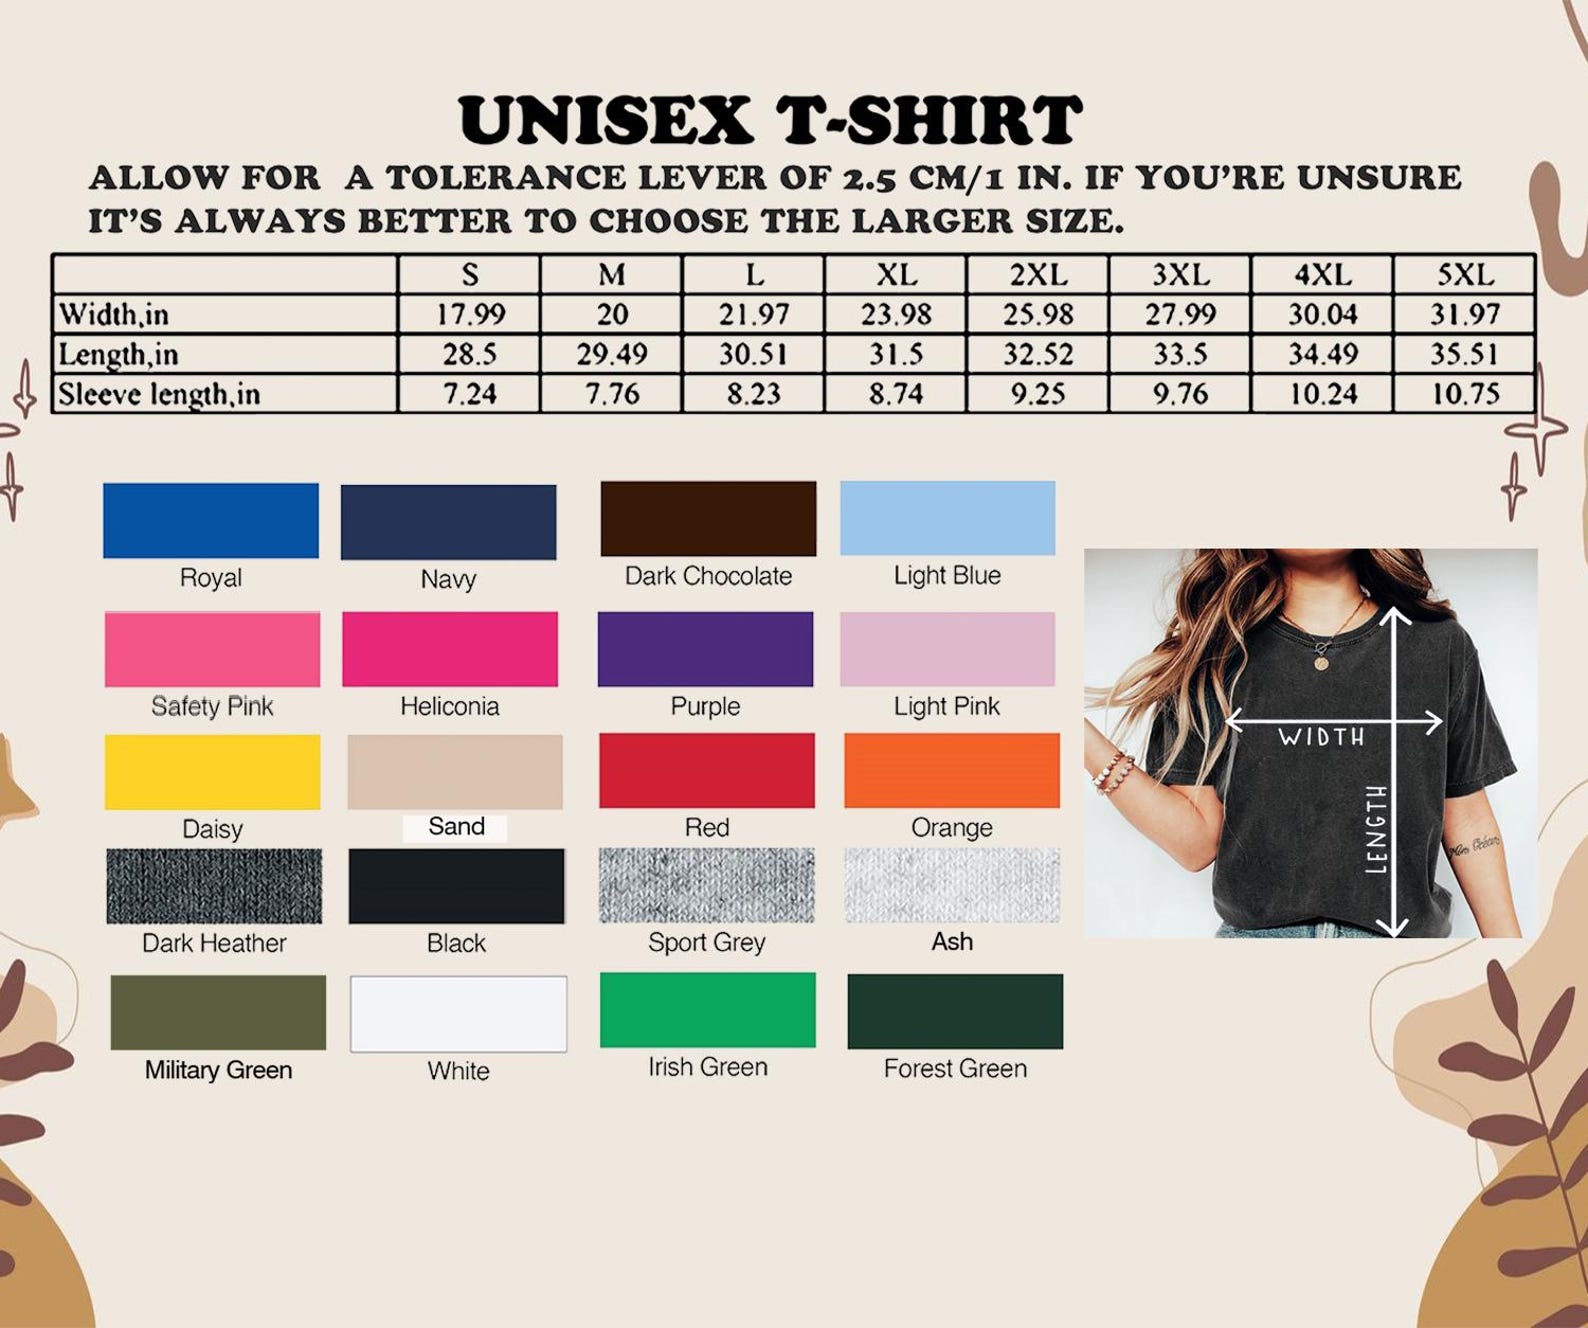 UNISEX T-SHIRT
ALLOW FOR A TOLERANCE LEVER OF 2.5 CM/1 IN. IF YOU'RE UNSURE
IT'S ALWAYS BETTER TO CHOOSE THE LARGER SIZE.
S M L XL 2XL 3XL 4XL 5XL
Width,in 17.99 20 21.97 23.98 25.98 27.99 30.04 31.97
Length,in 28.5 29.49 30.51 31.5 32.52 33.5 34.49 35.51
Sleeve length,in 7.24 7.76 8.23 8.74 9.25 9.76 10.24 10.75
Royal Navy Dark Chocolate Light Blue
Safety Pink Heliconia Purple Light Pink
WIDTH
LENGTH
Daisy Sand Red Orange
Dark Heather Black Sport Grey Ash
Military Green White Irish Green Forest Green